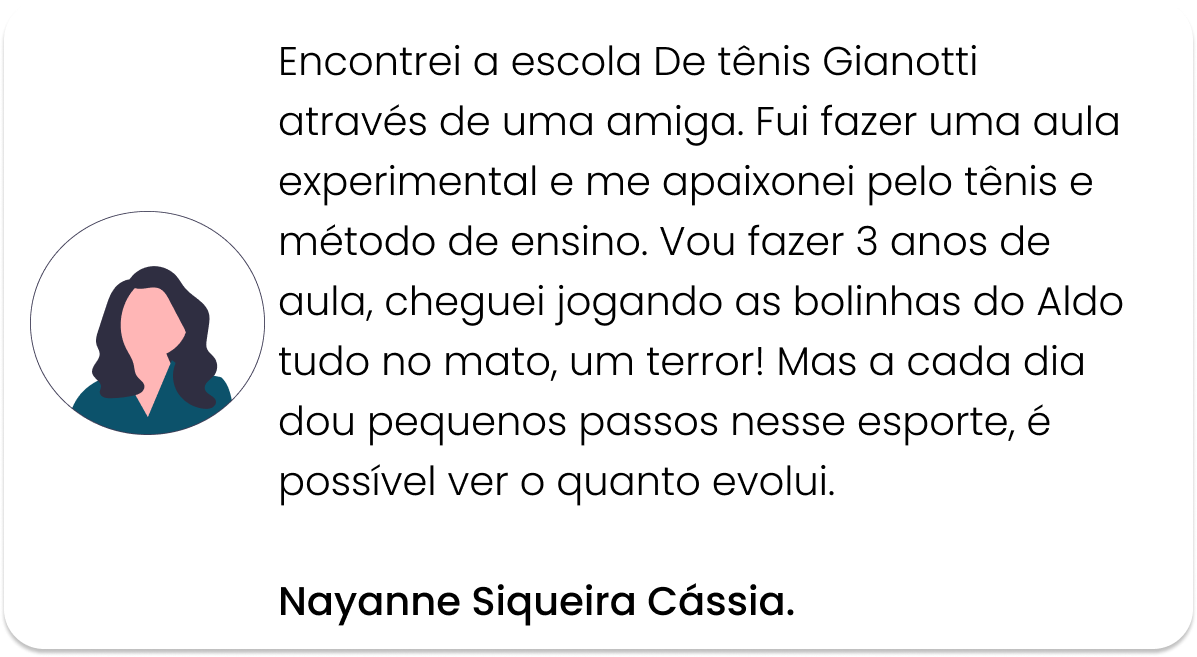 Encontrei a escola De tênis Gianotti
através de uma amiga. Fui fazer uma aula
experimental e me apaixonei pelo tênis e
método de ensino. Vou fazer 3 anos de
aula, cheguei jogando as bolinhas do Aldo
tudo no mato, um terror! Mas a cada dia
dou pequenos passos nesse esporte, é
possível ver o quanto evolui.
Nayanne Siqueira Cássia.